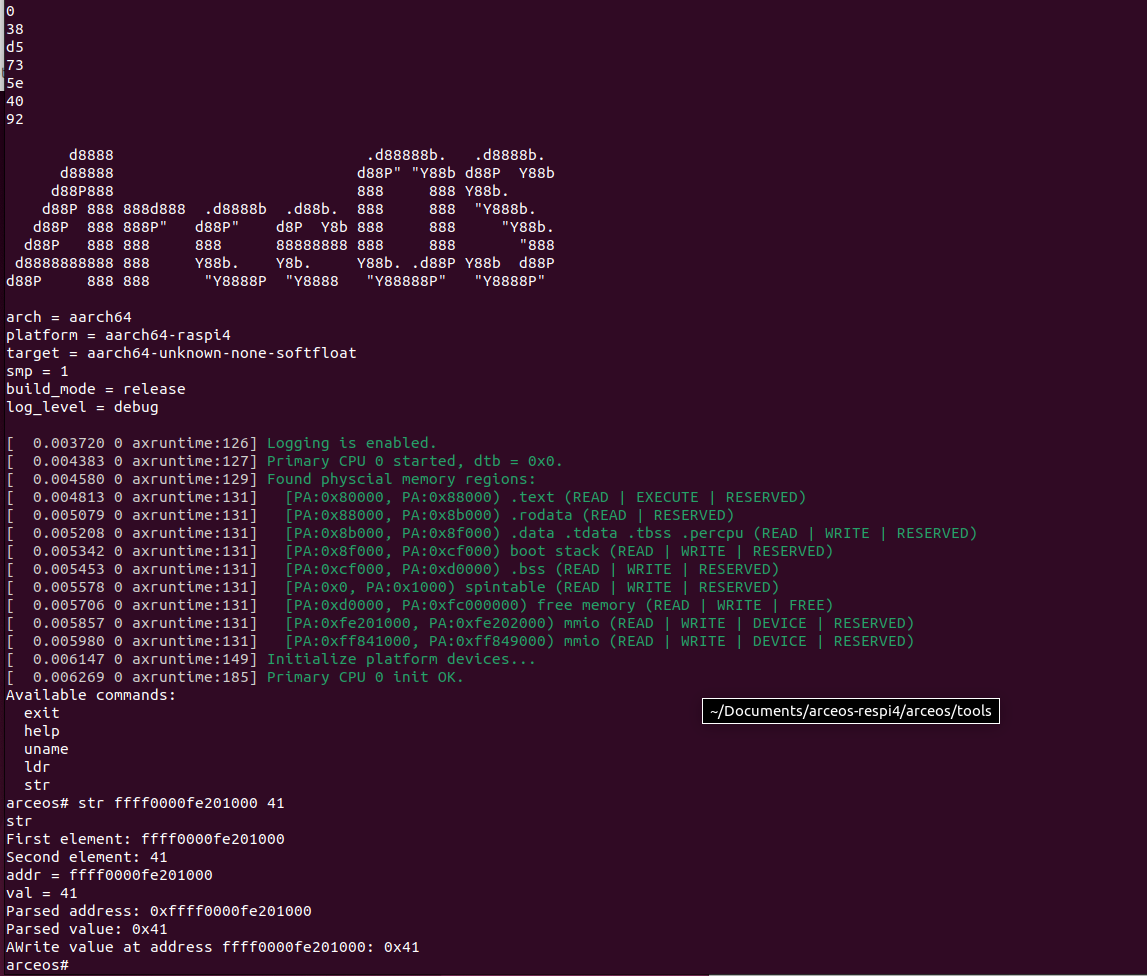 0
38
d5
73
5e
40
92
       d8888                            .d88888b.   .d8888b.
      d88888                           d88P" "Y88b d88P  Y88b
     d88P888                           888     888 Y88b.
    d88P 888 888d888  .d8888b  .d88b.  888     888  "Y888b.
   d88P  888 888P"   d88P"    d8P  Y8b 888     888     "Y88b.
  d88P   888 888     888      88888888 888     888       "888
 d8888888888 888     Y88b.    Y8b.     Y88b. .d88P Y88b  d88P
d88P     888 888      "Y8888P  "Y8888   "Y88888P"   "Y8888P"
arch = aarch64
platform = aarch64-raspi4
target = aarch64-unknown-none-softfloat
smp = 1
build_mode = release
log_level = debug
[  0.003720 0 axruntime:126] Logging is enabled.
[  0.004383 0 axruntime:127] Primary CPU 0 started, dtb = 0x0.
[  0.004580 0 axruntime:129] Found physcial memory regions:
[  0.004813 0 axruntime:131]   [PA:0x80000, PA:0x88000) .text (READ | EXECUTE | RESERVED)
[  0.005079 0 axruntime:131]   [PA:0x88000, PA:0x8b000) .rodata (READ | RESERVED)
[  0.005208 0 axruntime:131]   [PA:0x8b000, PA:0x8f000) .data .tdata .tbss .percpu (READ | WRITE | RESERVED)
[  0.005342 0 axruntime:131]   [PA:0x8f000, PA:0xcf000) boot stack (READ | WRITE | RESERVED)
[  0.005453 0 axruntime:131]   [PA:0xcf000, PA:0xd0000) .bss (READ | WRITE | RESERVED)
[  0.005578 0 axruntime:131]   [PA:0x0, PA:0x1000) spintable (READ | WRITE | RESERVED)
[  0.005706 0 axruntime:131]   [PA:0xd0000, PA:0xfc000000) free memory (READ | WRITE | FREE)
[  0.005857 0 axruntime:131]   [PA:0xfe201000, PA:0xfe202000) mmio (READ | WRITE | DEVICE | RESERVED)
[  0.005980 0 axruntime:131]   [PA:0xff841000, PA:0xff849000) mmio (READ | WRITE | DEVICE | RESERVED)
[  0.006147 0 axruntime:149] Initialize platform devices...
[  0.006269 0 axruntime:185] Primary CPU 0 init OK.
Available commands:
  exit
~/Documents/arceos-respi4/arceos/tools
  help
  uname
  ldr
  str
arceos# str ffff0000fe201000 41
str
First element: ffff0000fe201000
Second element: 41
addr = ffff0000fe201000
val = 41
Parsed address: 0xffff0000fe201000
Parsed value: 0x41
AWrite value at address ffff0000fe201000: 0x41
arceos#